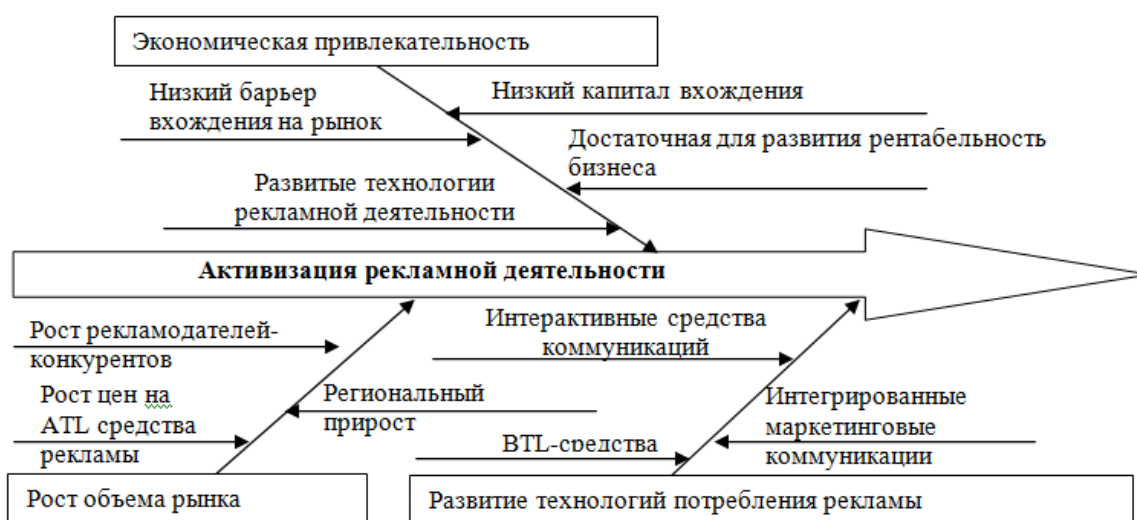 Экономическая привлекательность
Низкий барьер
вхождения на рынок
Низкий капитал вхождения
Достаточная для развития рентабельность
бизнеса
Развитые технологии
рекламной деятельности
Активизация рекламной деятельности
Рост рекламодателей-
конкурентов
Интерактивные средства
коммуникаций
Рост цен на
ATL средства
рекламы
Региональный
прирост
Интегрированные
маркетинговые
коммуникации
BTL-средства
Рост объема рынка
Развитие технологий потребления рекламы